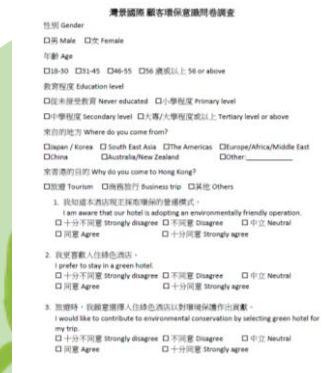 灣景國際 顧客環保意識問卷調查
性別 Gender
□男 Male □女 Female
年齡 Age
□18-30 □31-45 □46-55 □56 歲或以上 56 or above
教育程度 Education level
□從未接受教育 Never educated □小學程度 Primary level
□中學程度 Secondary level □大專/大學程度或以上 Tertiary level or above
來自的地方 Where do you come from?
□Japan / Korea □South East Asia □The Americas □Europe/Africa/Middle East
□China □Australia/New Zealand □Other:__________
來香港的目的 Why do you come to Hong Kong?
□旅遊 Tourism □商務旅行 Business trip □其他 Others
1. 我知道本酒店現正採取環保的營運模式。
I am aware that our hotel is adopting an environmentally friendly operation.
□ 十分不同意 Strongly disagree □ 不同意 Disagree □ 中立 Neutral
□ 同意 Agree □ 十分同意 Strongly agree
2. 我更喜歡入住綠色酒店。
I prefer to stay in a green hotel.
□ 十分不同意 Strongly disagree □ 不同意 Disagree □ 中立 Neutral
□ 同意 Agree □ 十分同意 Strongly agree
3. 旅遊時，我願意選擇入住綠色酒店以對環境保護作出貢獻。
I would like to contribute to environmental conservation by selecting green hotel for
my trip.
□ 十分不同意 Strongly disagree □ 不同意 Disagree □ 中立 Neutral
□ 同意 Agree □ 十分同意 Strongly agree